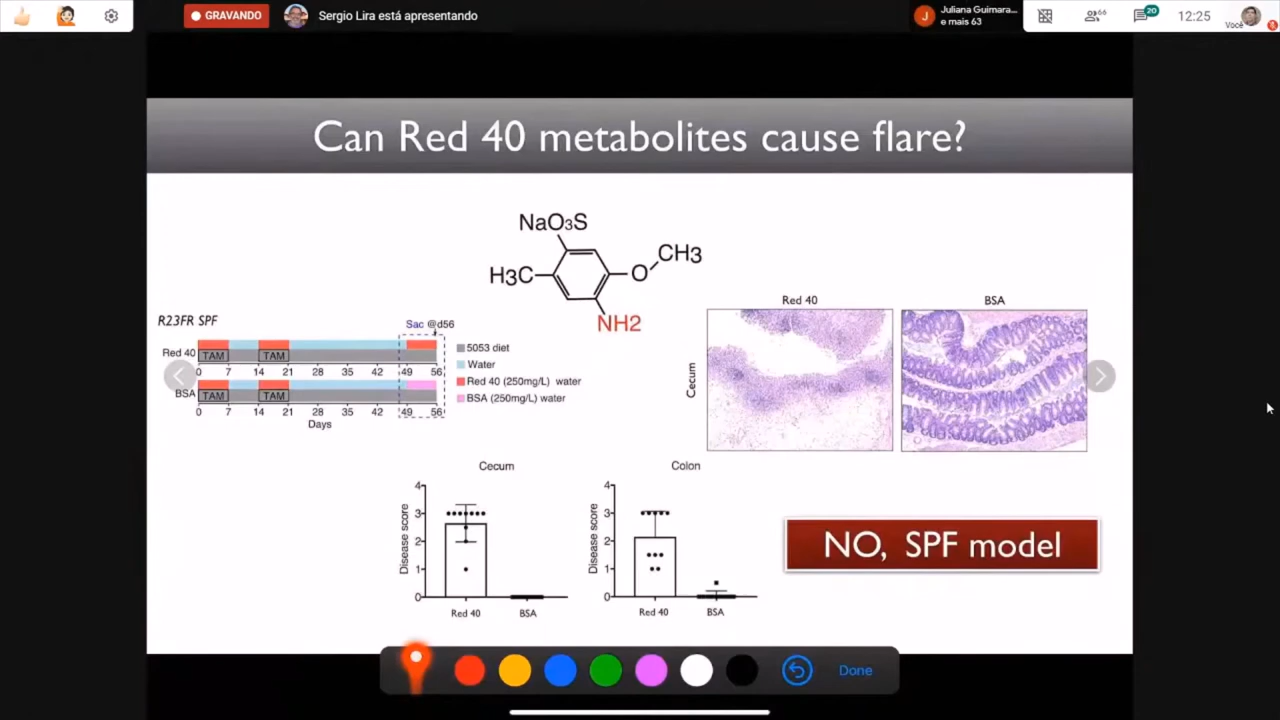 GRAVANDO
Sergio Lira está apresentando
J
Juliana Guimara...
e mais 63
66
20
12:25
Você
Can Red 40 metabolites cause flare?
NaO3S
CH3
H3C
O
NH2
R23FR SPF
Sac @d56
Red 40
TAM TAM
0 7 14 21 28 35 42 49 56
BSA
TAM TAM
0 7 14 21 28 35 42 49 56
Days
5053 diet
Water
Red 40 (250mg/L) water
BSA (250mg/L) water
Red 40
BSA
Cecum
Cecum
Disease score
4
3
2
1
0
Red 40 BSA
Colon
Disease score
4
3
2
1
0
Red 40 BSA
NO, SPF model
Done